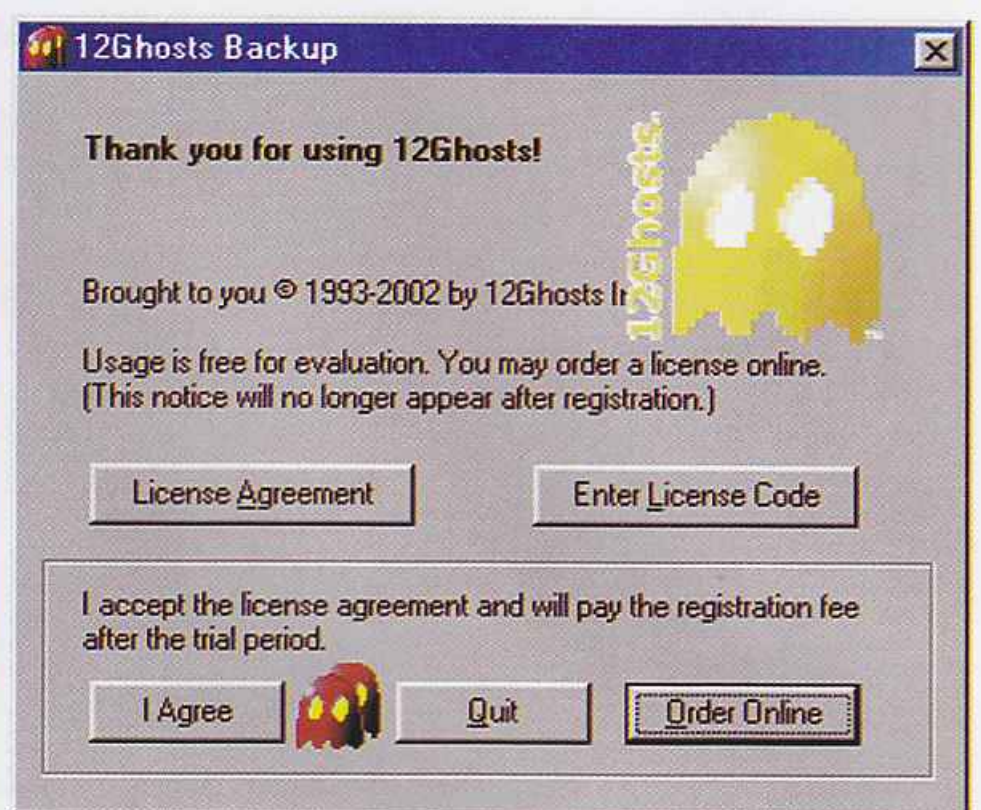 12Ghosts Backup
Thank you for using 12Ghosts!
12Ghosts.
Brought to you © 1993-2002 by 12Ghosts In
Usage is free for evaluation. You may order a license online.
(This notice will no longer appear after registration.)
License Agreement
Enter License Code
I accept the license agreement and will pay the registration fee
after the trial period.
I Agree
Quit
Order Online